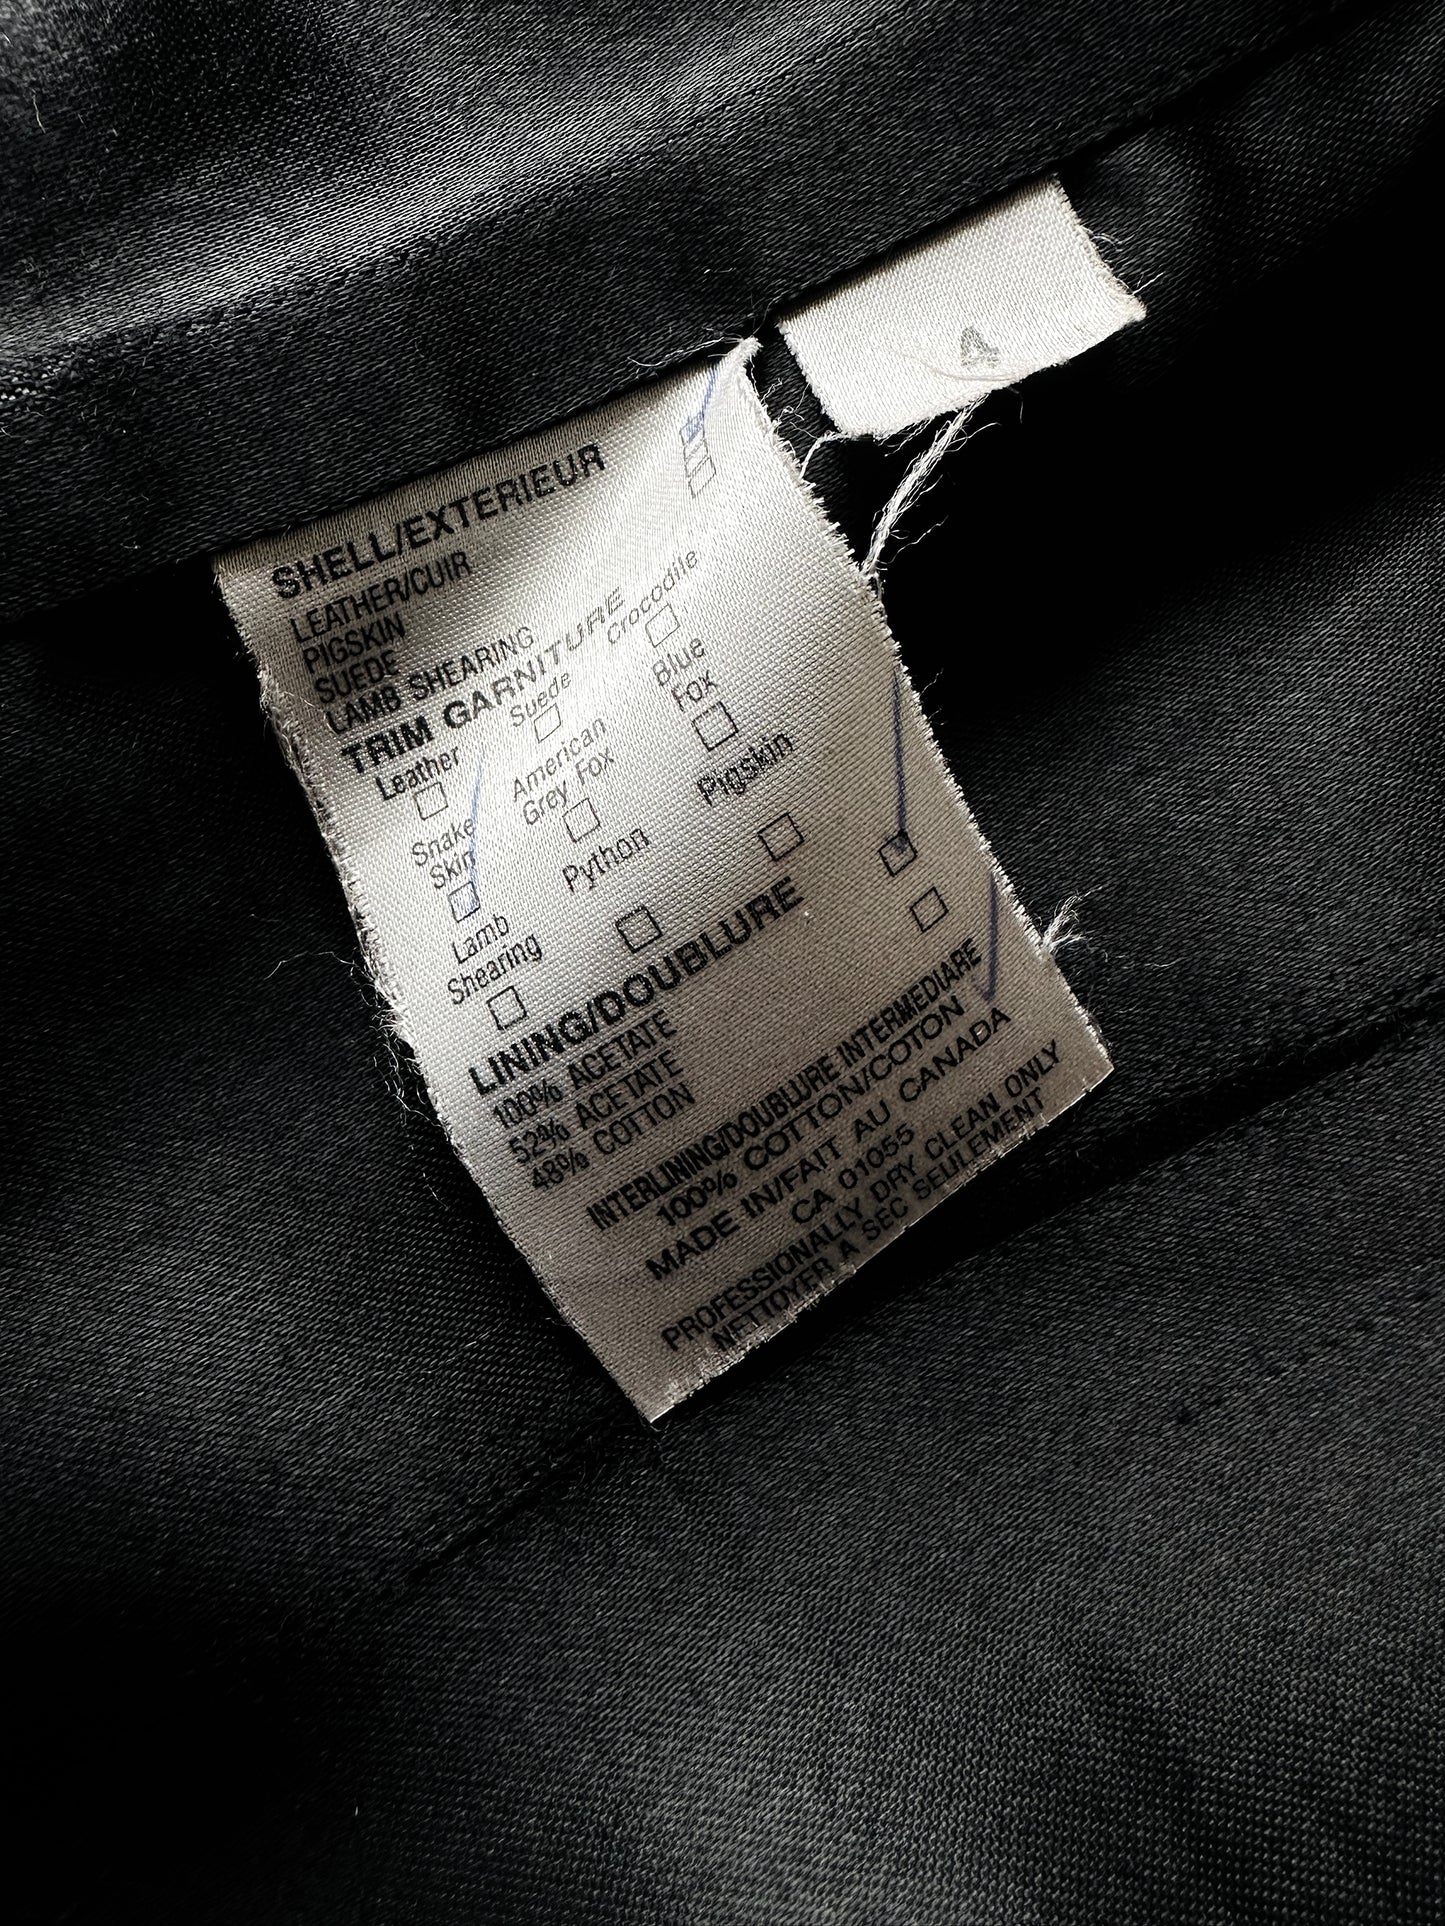 4
SHELL/EXTERIEUR
LEATHER/CUIR
PIGSKIN
SUEDE
LAMB SHEARING
TRIM GARNITURE
Leather Suede Crocodile
Snake Skin American Grey Fox Blue Fox
Lamb Shearing Python Pigskin
LINING/DOUBLURE
100% ACETATE
52% ACETATE
48% COTTON
INTERLINING/DOUBLURE INTERMEDIARE
100% COTTON/COTON
MADE IN/FAIT AU CANADA
CA 01055
PROFESSIONALLY DRY CLEAN ONLY
NETTOYER A SEC SEULEMENT